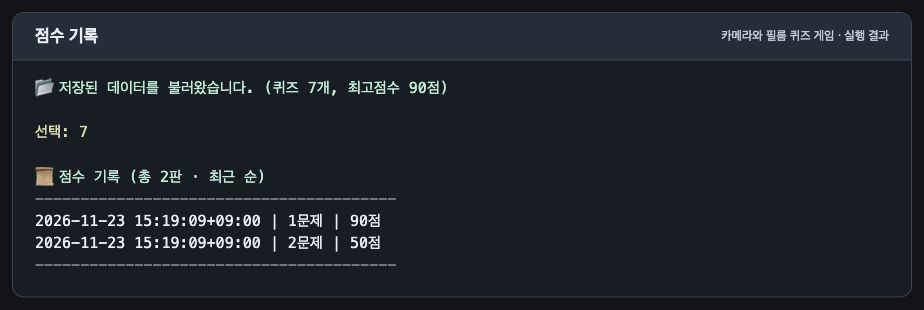 점수 기록
카메라와 필름 퀴즈 게임 · 실행 결과
📂 저장된 데이터를 불러왔습니다. (퀴즈 7개, 최고점수 90점)
선택: 7
📜 점수 기록 (총 2판 · 최근 순)
----------------------------------------
2026-11-23 15:19:09+09:00 | 1문제 | 90점
2026-11-23 15:19:09+09:00 | 2문제 | 50점
----------------------------------------